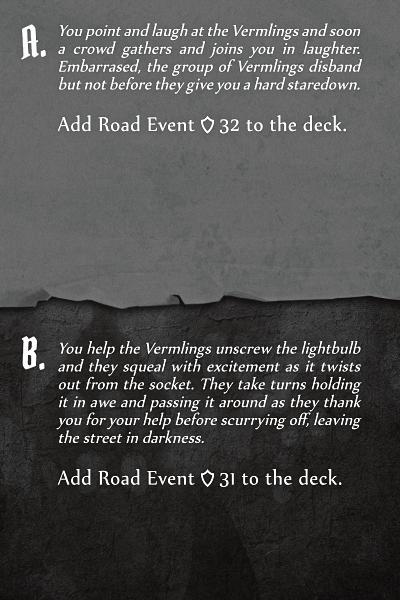 A.
You point and laugh at the Vermlings and soon
a crowd gathers and joins you in laughter.
Embarrased, the group of Vermlings disband
but not before they give you a hard staredown.
Add Road Event 32 to the deck.
B.
You help the Vermlings unscrew the lightbulb
and they squeal with excitement as it twists
out from the socket. They take turns holding
it in awe and passing it around as they thank
you for your help before scurrying off, leaving
the street in darkness.
Add Road Event 31 to the deck.